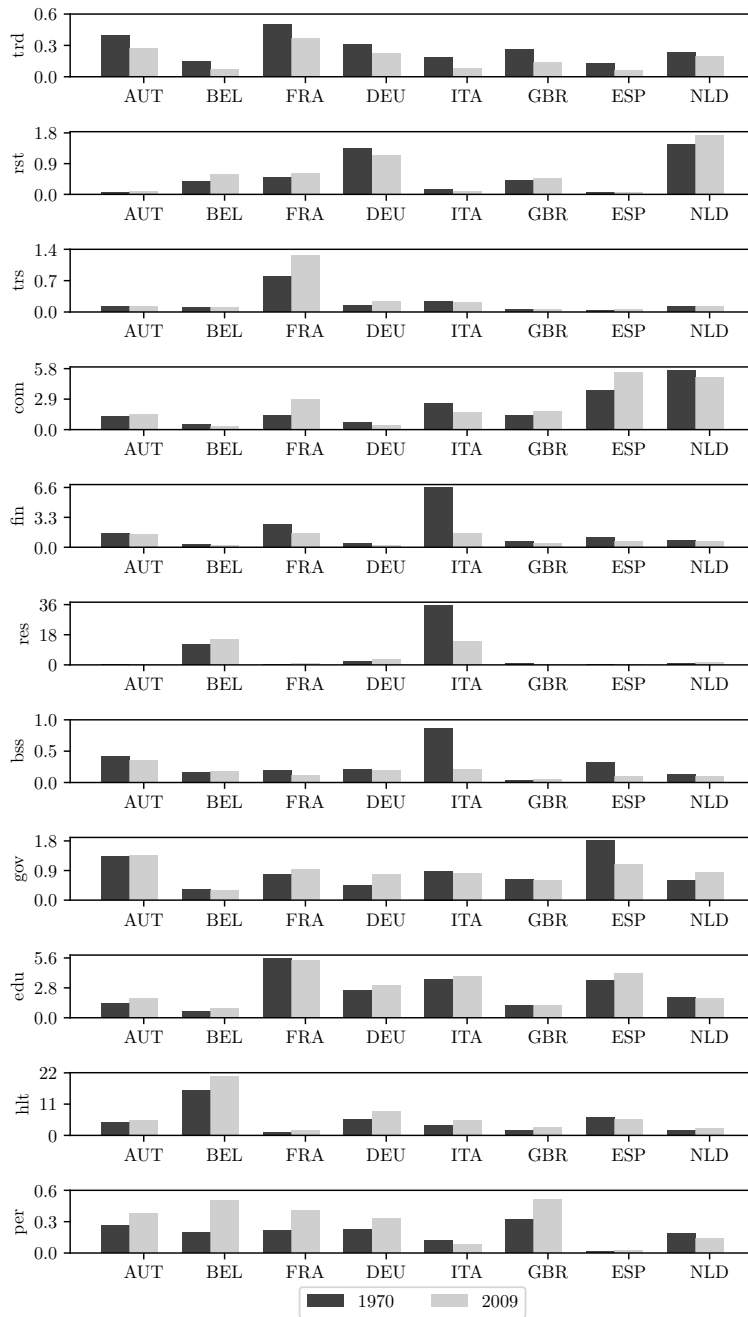 0.6
0.3
0.0
trd
AUT BEL FRA DEU ITA GBR ESP NLD
1.8
0.9
0.0
rst
AUT BEL FRA DEU ITA GBR ESP NLD
1.4
0.7
0.0
trs
AUT BEL FRA DEU ITA GBR ESP NLD
5.8
2.9
0.0
com
AUT BEL FRA DEU ITA GBR ESP NLD
6.6
3.3
0.0
fin
AUT BEL FRA DEU ITA GBR ESP NLD
36
18
0
res
AUT BEL FRA DEU ITA GBR ESP NLD
1.0
0.5
0.0
bss
AUT BEL FRA DEU ITA GBR ESP NLD
1.8
0.9
0.0
gov
AUT BEL FRA DEU ITA GBR ESP NLD
5.6
2.8
0.0
edu
AUT BEL FRA DEU ITA GBR ESP NLD
22
11
0
hlt
AUT BEL FRA DEU ITA GBR ESP NLD
0.6
0.3
0.0
per
AUT BEL FRA DEU ITA GBR ESP NLD
1970 2009